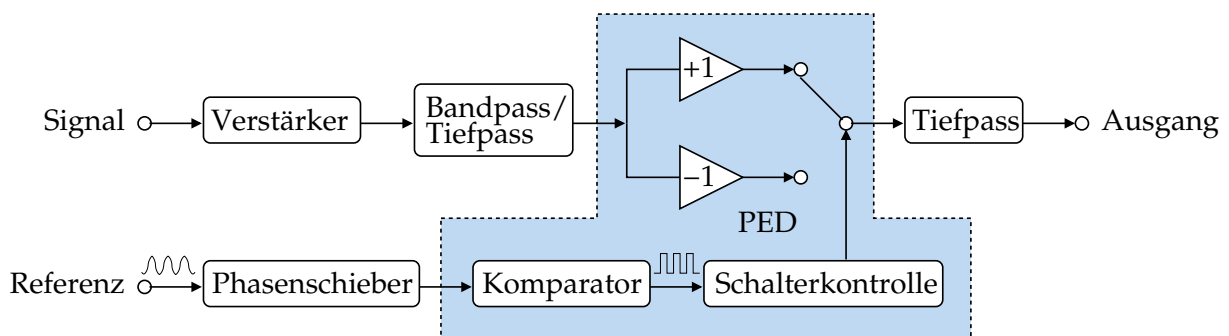 +1
Signal
Verstärker
Bandpass/
Tiefpass
Tiefpass
Ausgang
−1
PED
Referenz
Phasenschieber
Komparator
Schalterkontrolle